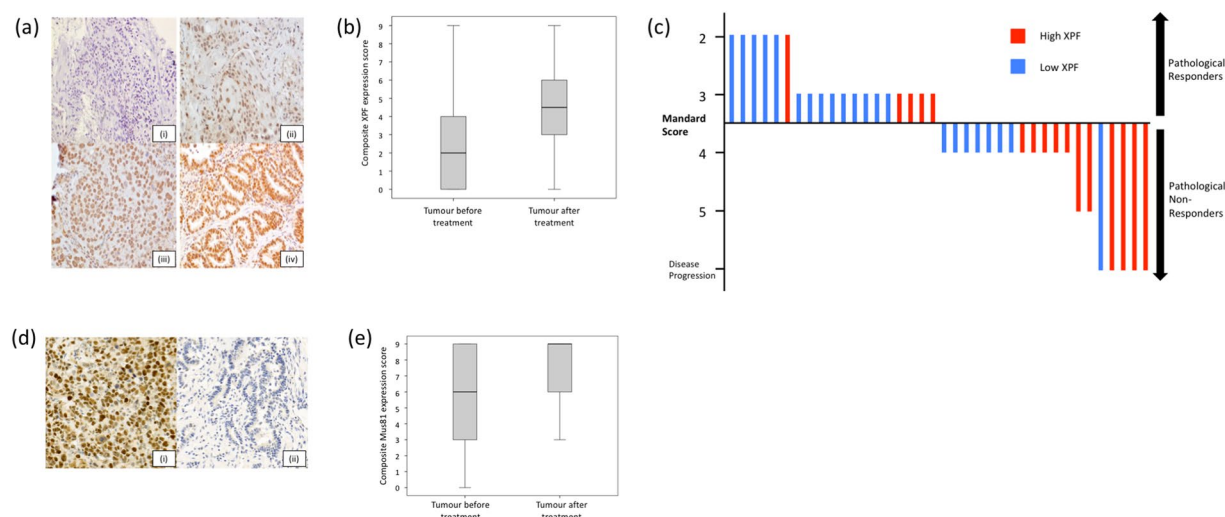 (a)
(i)
(ii)
(iii)
(iv)
(b)
Composite XPF expression score
9
8
7
6
5
4
3
2
1
0
Tumour before
treatment
Tumour after
treatment
(c)
2
3
Mandard
Score
4
5
Disease
Progression
High XPF
Low XPF
Pathological
Responders
Pathological
Non-
Responders
(d)
(i)
(ii)
(e)
Composite Mus81 expression score
9
8
7
6
5
4
3
2
1
0
Tumour before
treatment
Tumour after
treatment